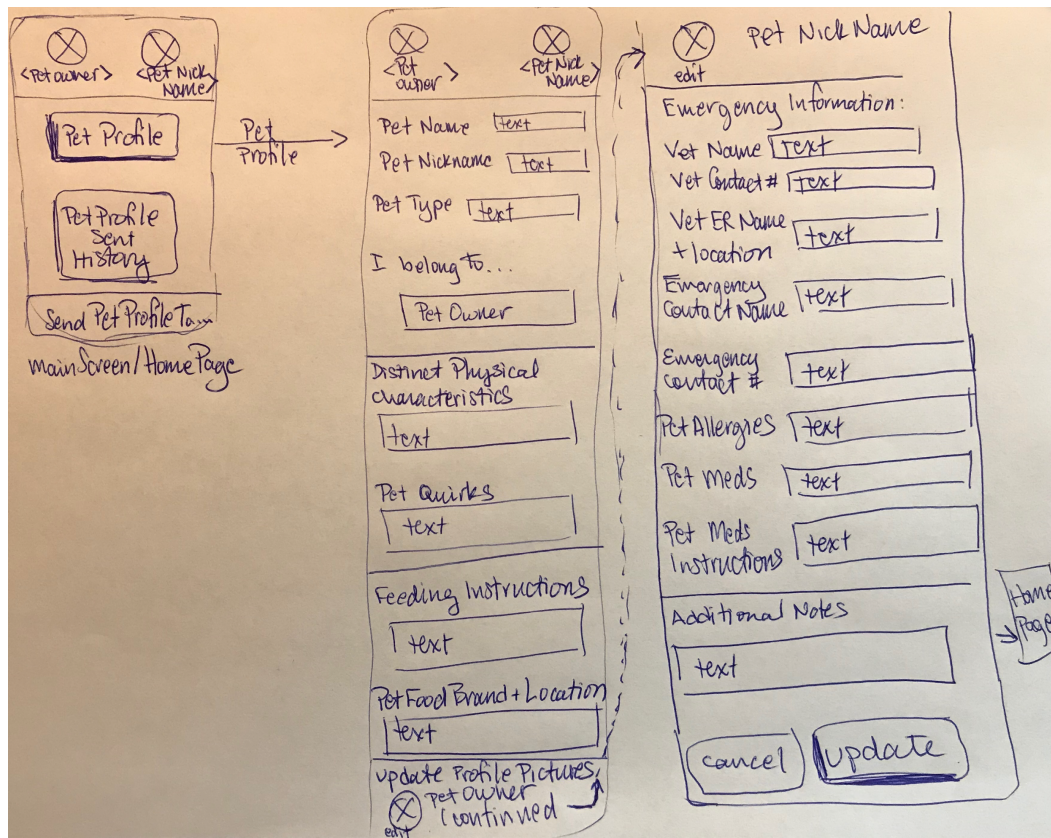 <Pet owner>
<Pet Nick
Name>
Pet Profile
Pet Profile
Sent
History
Send Pet Profile To...
main Screen/Home Page
Pet
Profile
<Pet
owner>
<Pet Nick
Name>
Pet Name text
Pet Nickname text
Pet Type text
I belong to...
Pet Owner
Distinct Physical
characteristics
text
Pet Quirks
text
Feeding Instructions
text
Pet Food Brand + Location
text
update Profile Pictures
Pet Owner
edit
(continued
edit
Pet NickName
Emergency Information:
Vet Name text
Vet Contact # text
Vet ER Name
+ location
text
Emergency
Contact Name
text
Emergency
contact #
text
Pet Allergies text
Pet meds text
Pet Meds
Instructions
text
Additional Notes
text
cancel
update
Home
Page